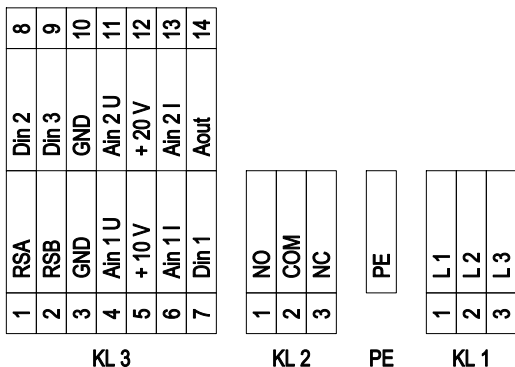 8 9 10 11 12 13 14
Din 2
Din 3
GND
Ain 2 U
+ 20 V
Ain 2 I
Aout
RSA
RSB
GND
Ain 1 U
+ 10 V
Ain 1 I
Din 1
1 2 3 4 5 6 7
KL 3
NO
COM
NC
1 2 3
KL 2
PE
PE
L 1
L 2
L 3
1 2 3
KL 1